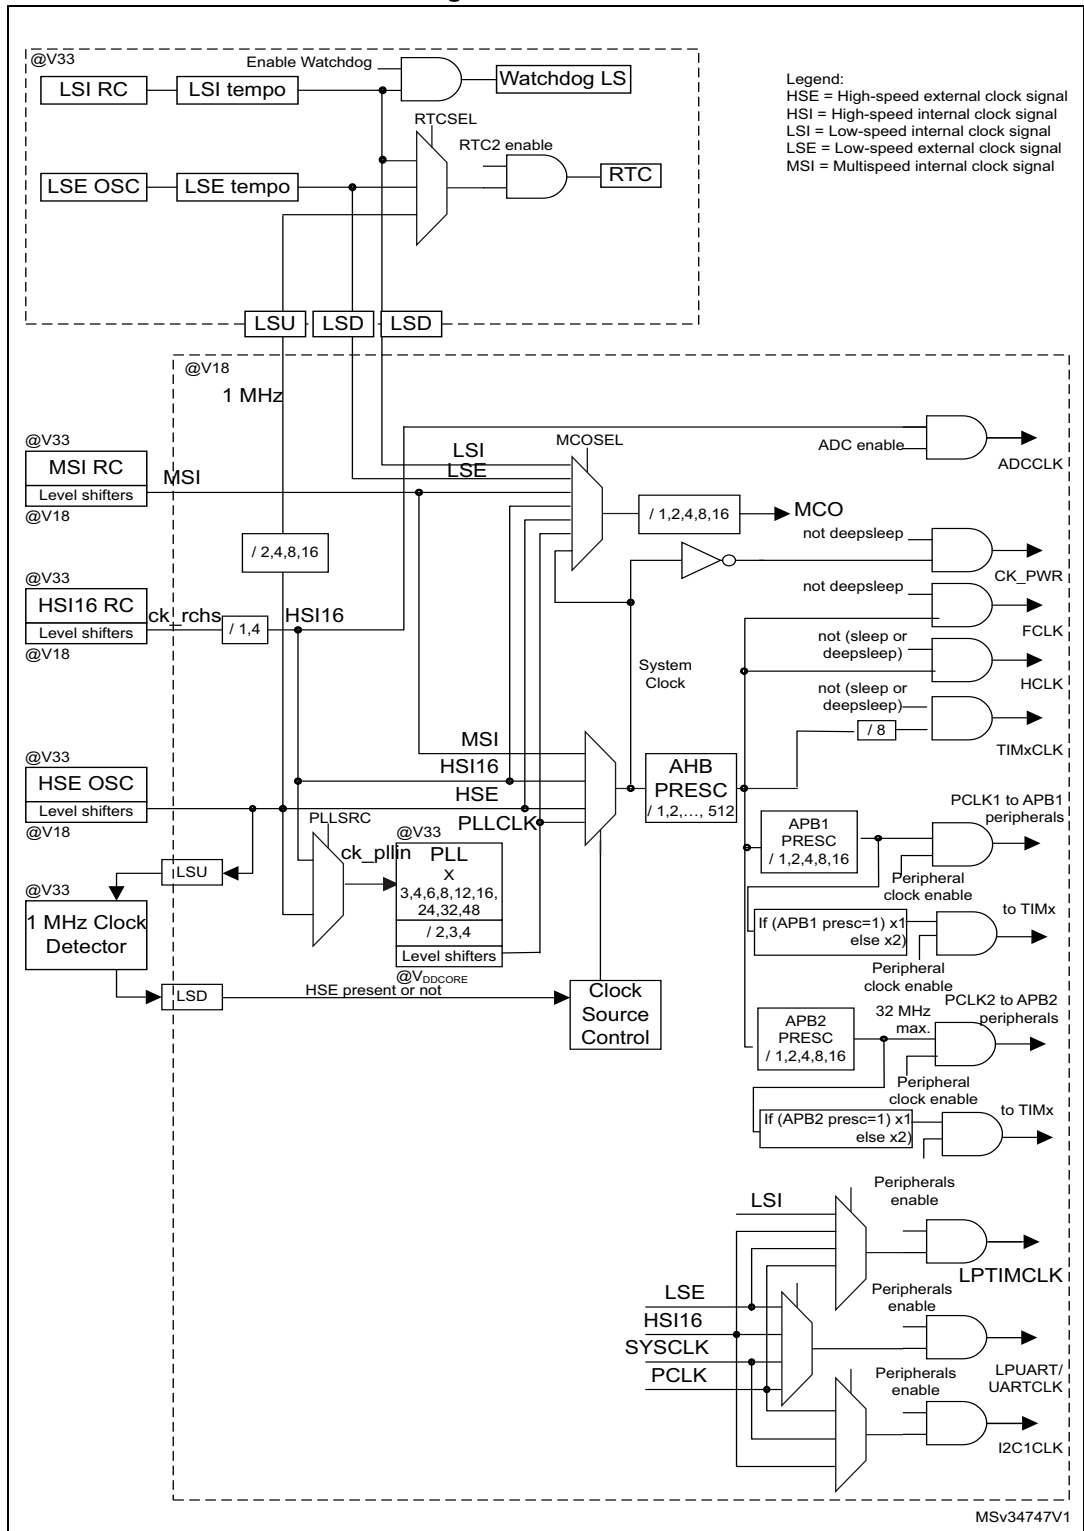 @V33
Enable Watchdog
LSI RC
LSI tempo
Watchdog LS
Legend:
HSE = High-speed external clock signal
HSI = High-speed internal clock signal
LSI = Low-speed internal clock signal
LSE = Low-speed external clock signal
MSI = Multispeed internal clock signal
RTCSEL
RTC2 enable
LSE OSC
LSE tempo
RTC
LSU
LSD
LSD
@V18
1 MHz
@V33
MSI RC
Level shifters
@V18
MSI
LSI
LSE
MCOSEL
ADC enable
ADCCLK
/ 1,2,4,8,16
MCO
not deepsleep
CK_PWR
/ 2,4,8,16
@V33
HSI16 RC
Level shifters
@V18
ck_rchs
/ 1,4
HSI16
not deepsleep
FCLK
System
Clock
not (sleep or
deepsleep)
HCLK
not (sleep or
deepsleep)
/ 8
TIMxCLK
MSI
HSI16
HSE
PLLCLK
@V33
HSE OSC
Level shifters
@V18
AHB
PRESC
/ 1,2,..., 512
PCLK1 to APB1
peripherals
APB1
PRESC
/ 1,2,4,8,16
Peripheral
clock enable
PLLSRC
ck_pllin
@V33
PLL
X
3,4,6,8,12,16,
24,32,48
/ 2,3,4
Level shifters
@VDDCORE
LSU
@V33
1 MHz Clock
Detector
LSD
HSE present or not
Clock
Source
Control
If (APB1 presc=1) x1
else x2)
to TIMx
Peripheral
clock enable
PCLK2 to APB2
peripherals
32 MHz
max.
APB2
PRESC
/ 1,2,4,8,16
Peripheral
clock enable
If (APB2 presc=1) x1
else x2)
to TIMx
Peripherals
enable
LSI
LPTIMCLK
LSE
HSI16
SYSCLK
PCLK
Peripherals
enable
LPUART/
UARTCLK
Peripherals
enable
I2C1CLK
MSv34747V1